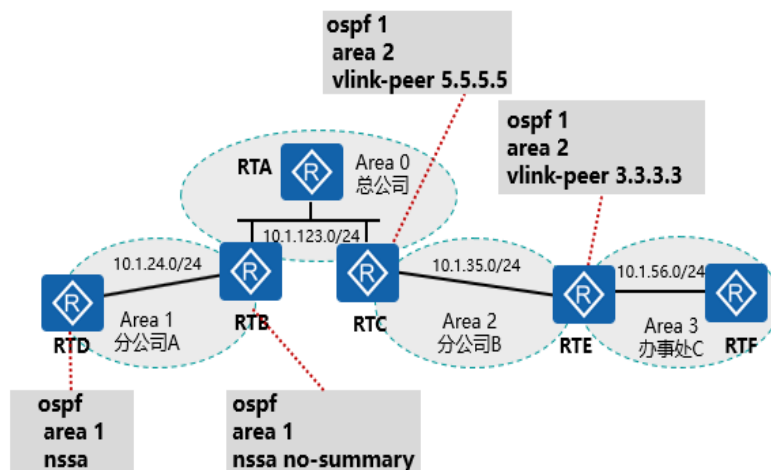 ospf 1
area 2
vlink-peer 5.5.5.5
ospf 1
area 2
vlink-peer 3.3.3.3
RTA
R
Area 0
总公司
10.1.123.0/24
10.1.24.0/24
10.1.35.0/24
10.1.56.0/24
R
R
R
R
R
RTD
Area 1
分公司A
RTB
RTC
Area 2
分公司B
RTE
Area 3
办事处C
RTF
ospf
area 1
nssa
ospf
area 1
nssa no-summary